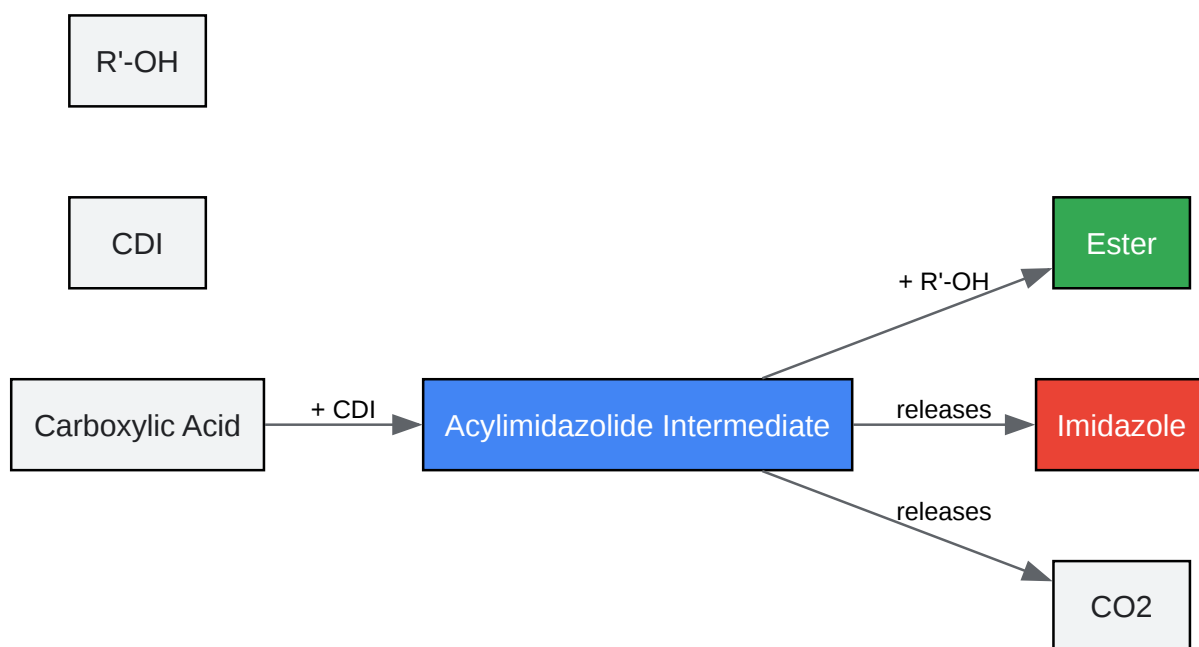 R'-OH
CDI
Ester
+ R'-OH
Carboxylic Acid
+ CDI
Acylimidazolide Intermediate
releases
Imidazole
releases
CO2